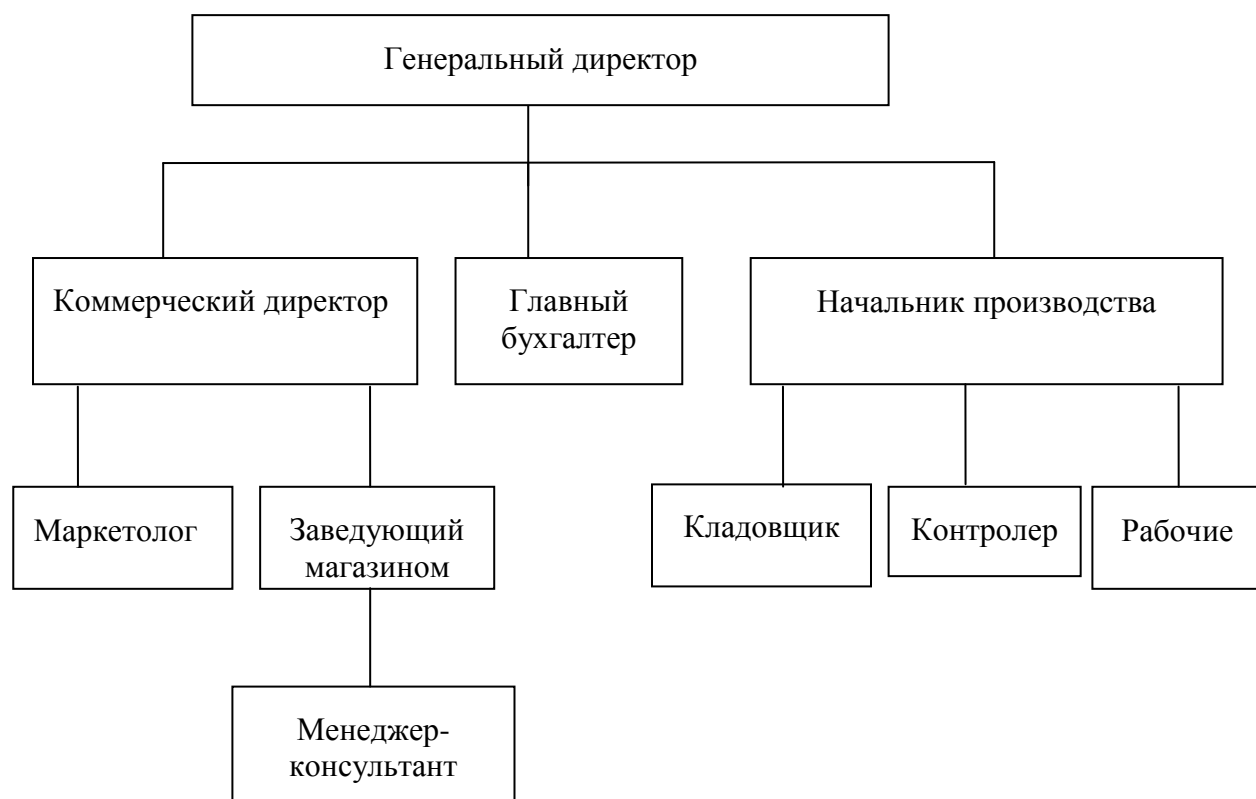 Генеральный директор
Коммерческий директор
Главный
бухгалтер
Начальник производства
Маркетолог
Заведующий
магазином
Кладовщик
Контролер
Рабочие
Менеджер-
консультант